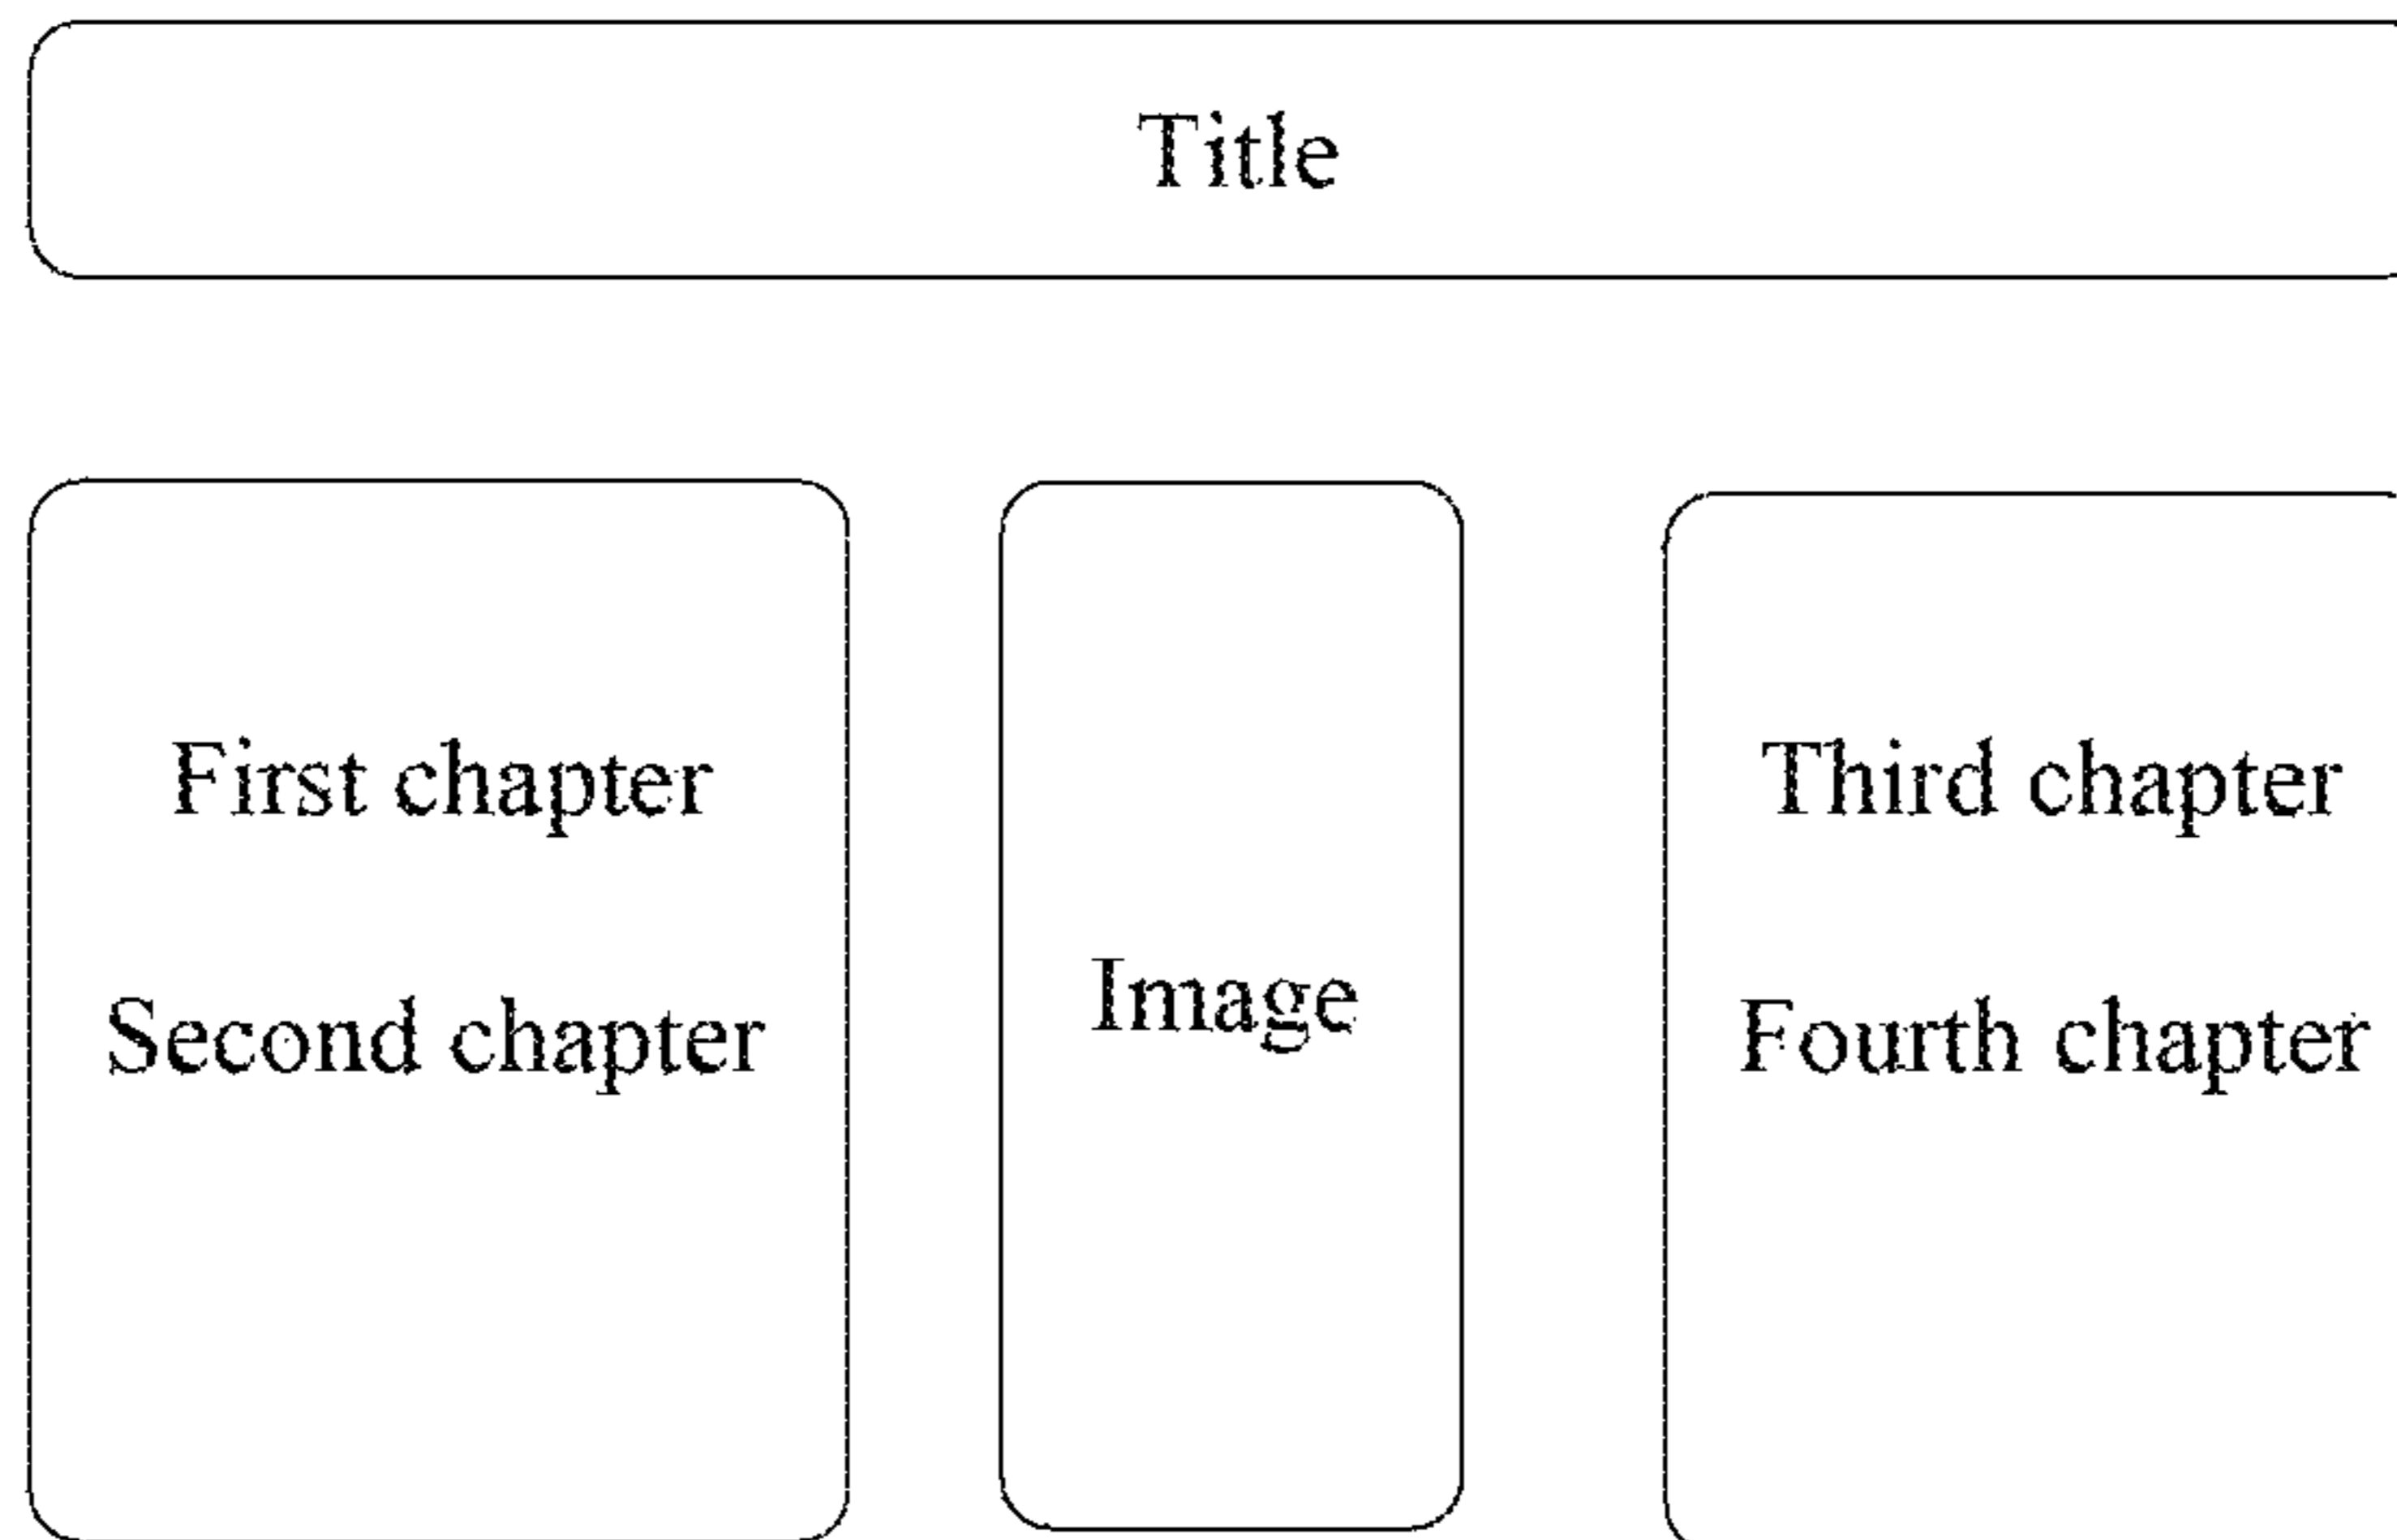 Title
First chapter
Second chapter
Image
Third chapter
Fourth chapter